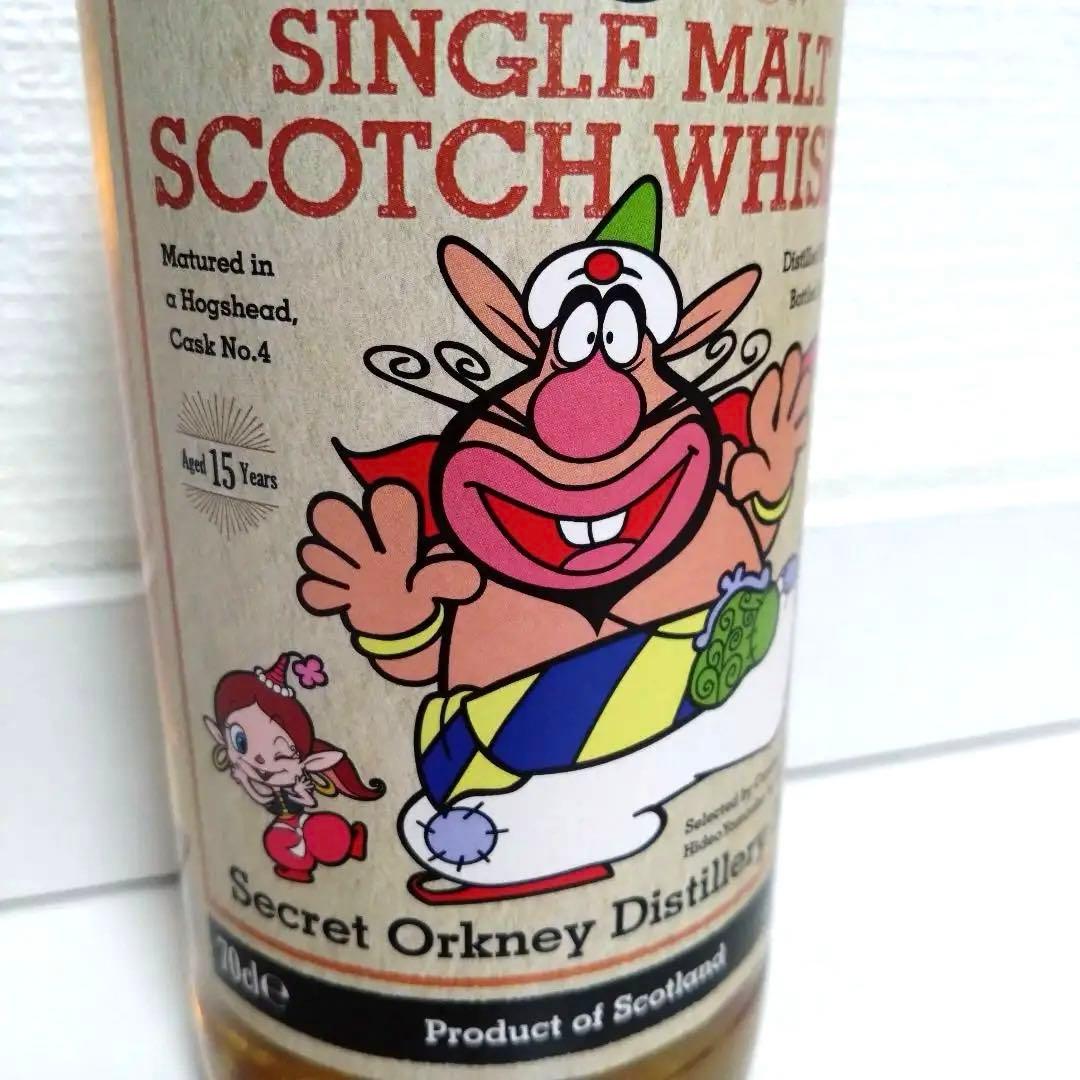 SINGLE MALT
SCOTCH
Matured in
a Hogshead,
Cask No.4
Aged 15 Years
Selected by
Hideo
Secret Orkney Distillery
70cl e
Product of Scotland